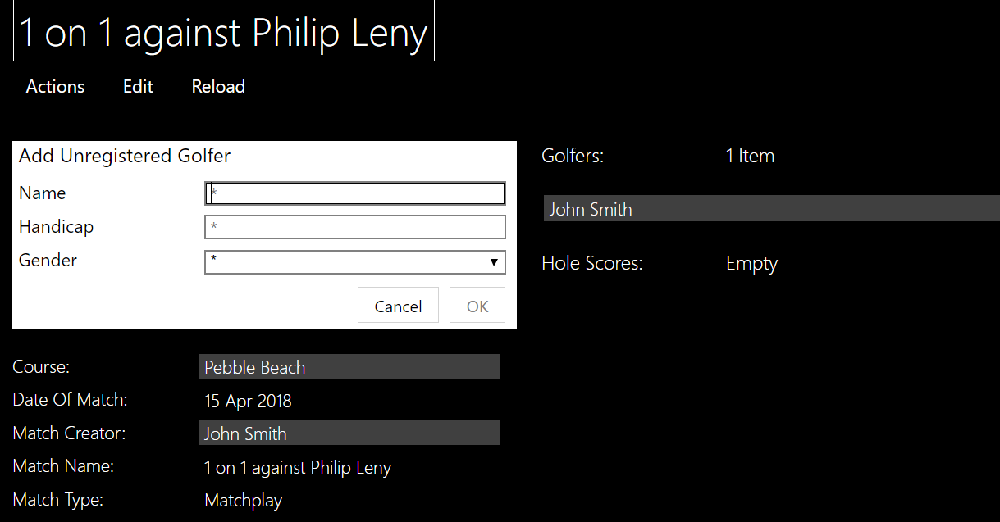 1 on 1 against Philip Leny
Actions Edit Reload
Add Unregistered Golfer
Name *
Handicap *
Gender * ▼
Cancel OK
Golfers: 1 Item
John Smith
Hole Scores: Empty
Course: Pebble Beach
Date Of Match: 15 Apr 2018
Match Creator: John Smith
Match Name: 1 on 1 against Philip Leny
Match Type: Matchplay